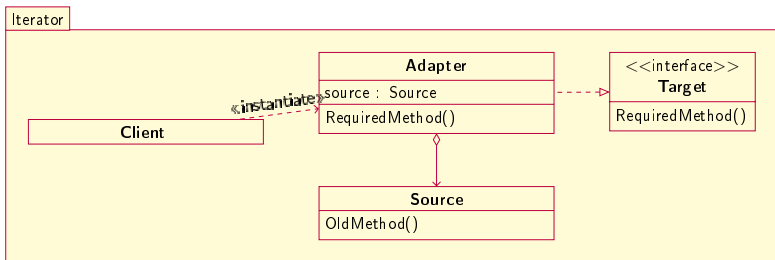 Iterator
Adapter
source : Source
RequiredMethod()
<<interface>>
Target
RequiredMethod()
«instantiate»
Client
Source
OldMethod()